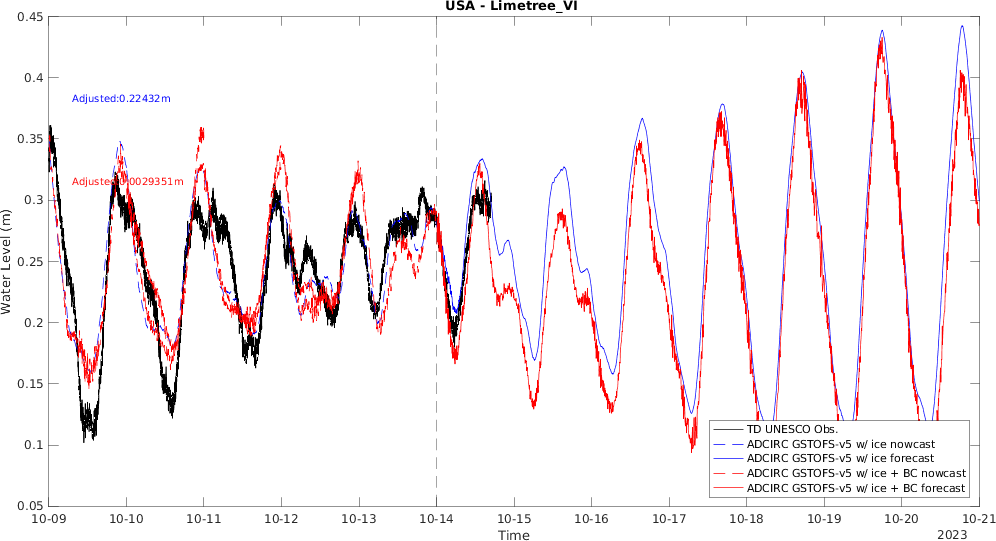 USA - Limetree_VI
0.45
0.4
0.35
0.3
0.25
0.2
0.15
0.1
0.05
Water Level (m)
Adjusted:0.22432m
TD UNESCO Obs.
ADCIRC GSTOFS-v5 w/ ice nowcast
ADCIRC GSTOFS-v5 w/ ice forecast
ADCIRC GSTOFS-v5 w/ ice + BC nowcast
ADCIRC GSTOFS-v5 w/ ice + BC forecast
10-09 10-10 10-11 10-12 10-13 10-14 10-15 10-16 10-17 10-18 10-19 10-20 10-21
Time
2023